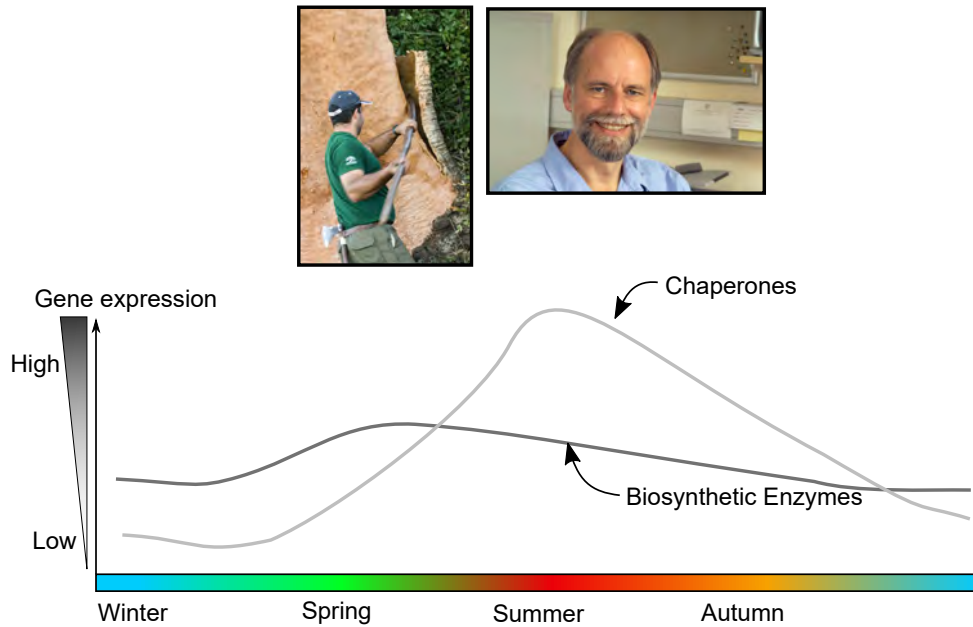 Gene expression
High
Low
Chaperones
Biosynthetic Enzymes
Winter
Spring
Summer
Autumn